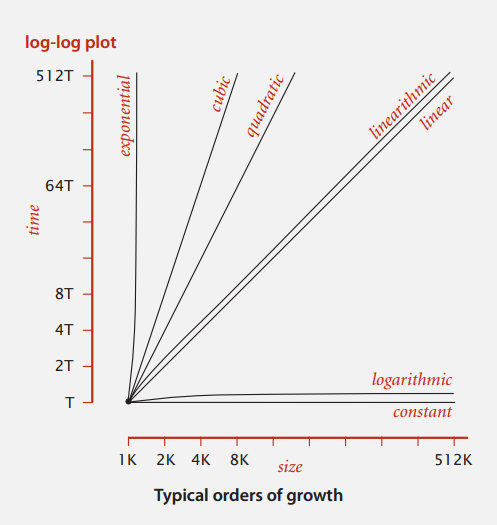 log-log plot
512T
64T
8T
4T
2T
T
time
exponential
cubic
quadratic
linearithmic
linear
logarithmic
constant
1K 2K 4K 8K 512K
size
Typical orders of growth